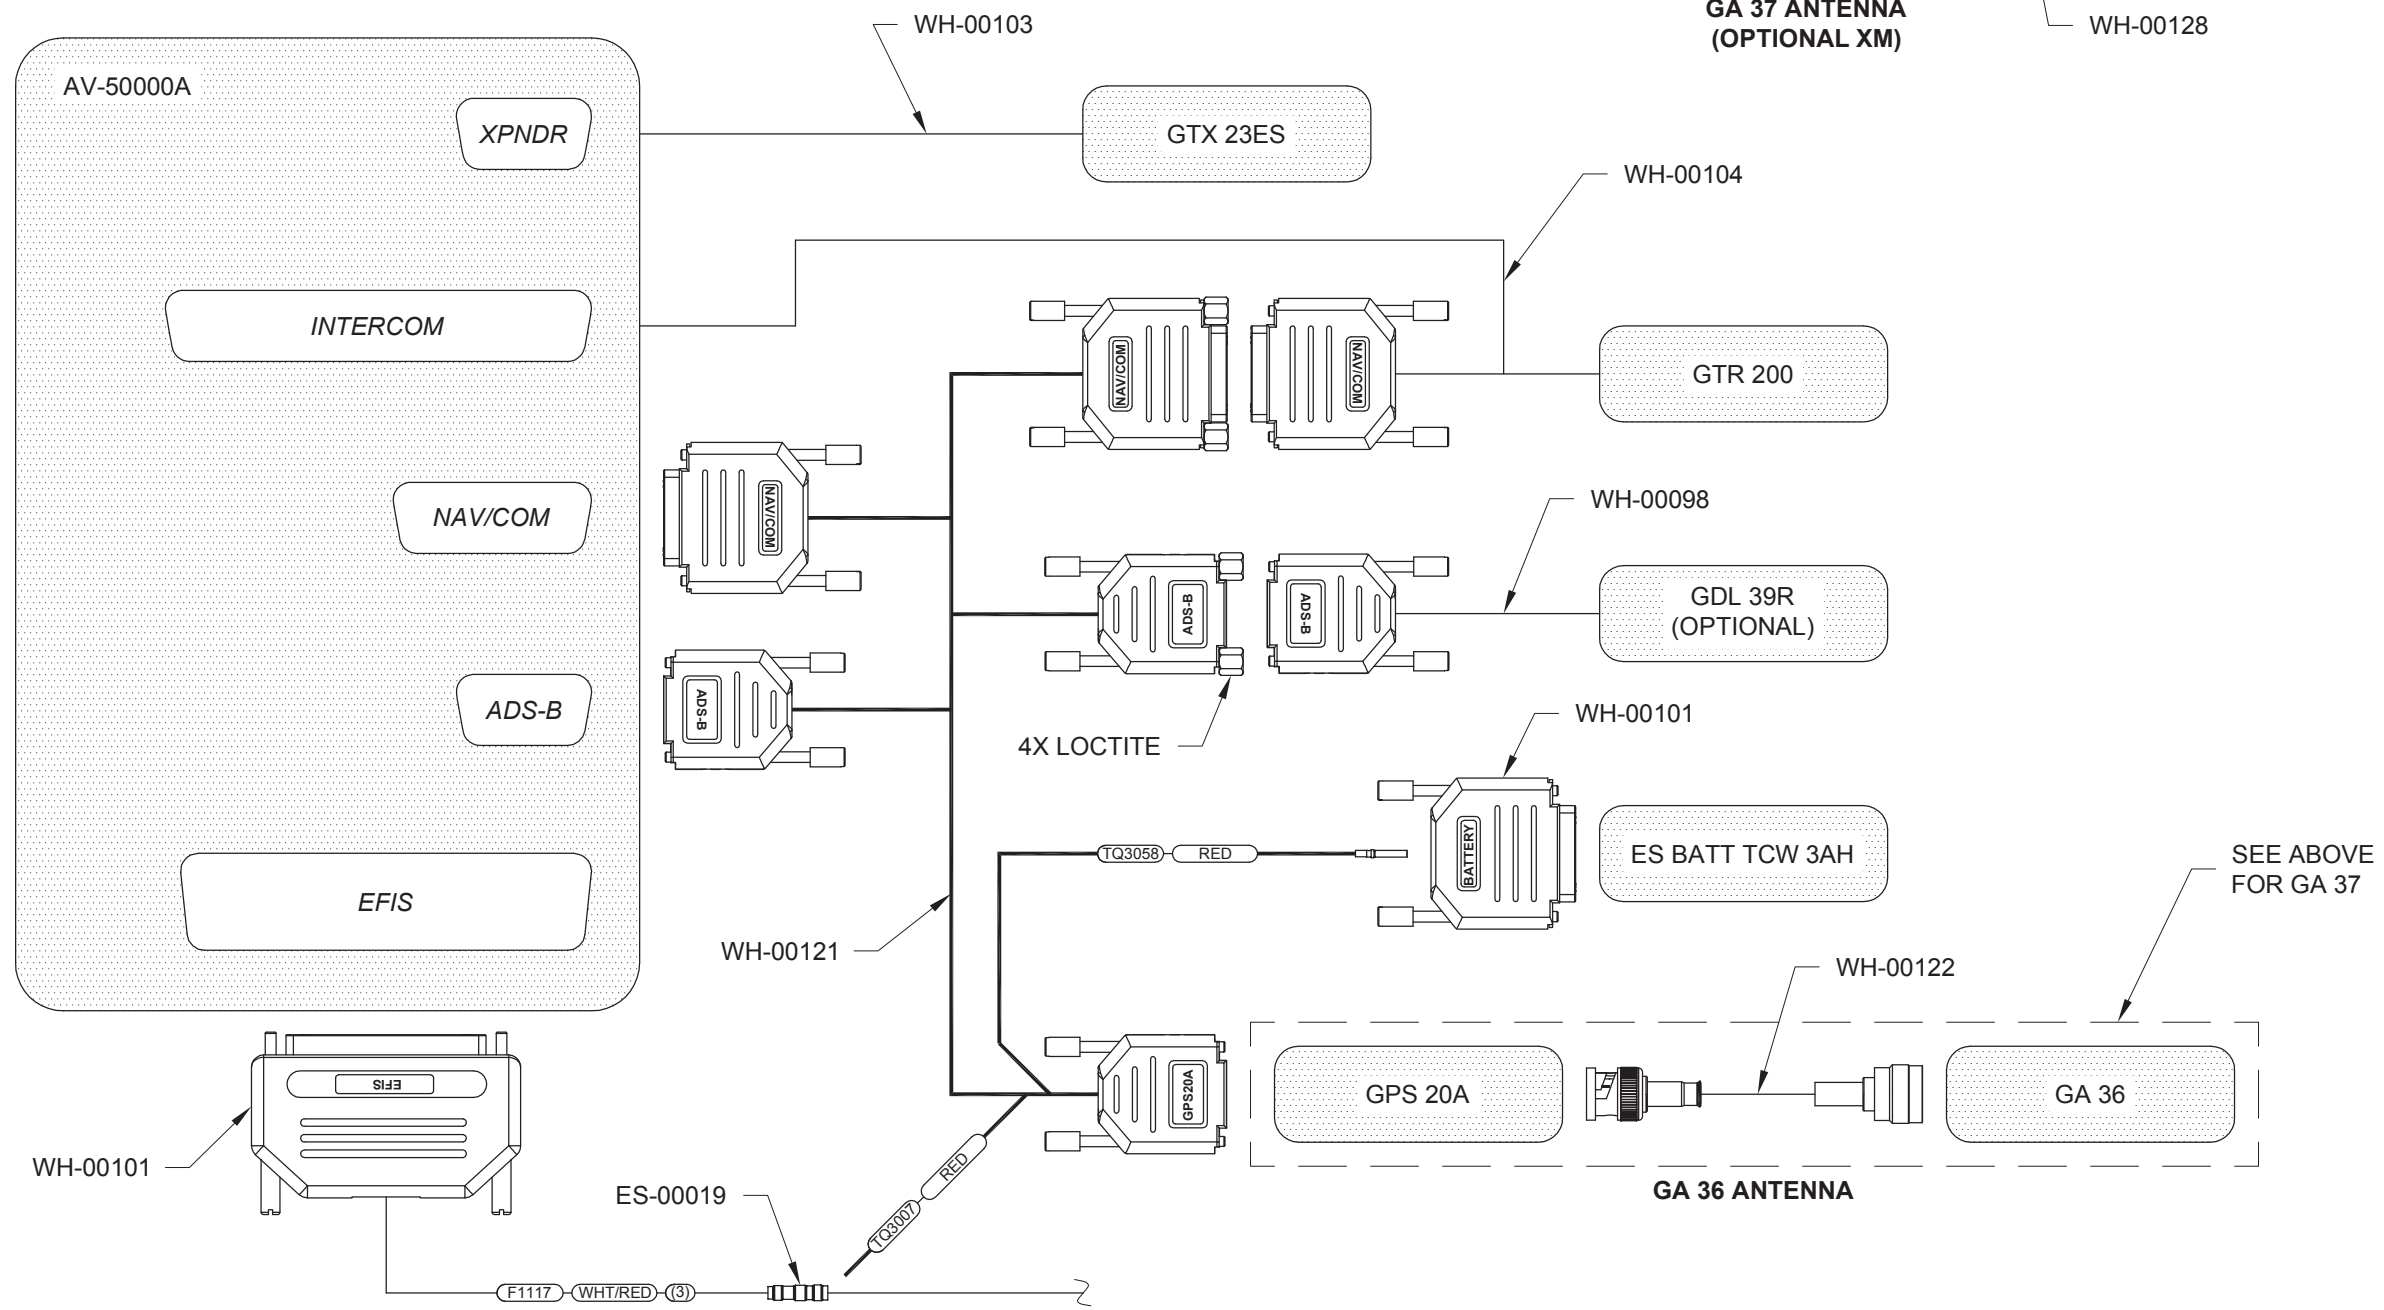 GA 37 ANTENNA
(OPTIONAL XM)
WH-00128
WH-00103
AV-50000A
XPNDR
GTX 23ES
WH-00104
INTERCOM
NAV/COM
NAV/COM
GTR 200
NAV/COM
NAV/COM
WH-00098
ADS-B
ADS-B
GDL 39R
(OPTIONAL)
ADS-B
ADS-B
4X LOCTITE
WH-00101
TQ3058
RED
BATTERY
ES BATT TCW 3AH
SEE ABOVE
FOR GA 37
EFIS
WH-00121
WH-00122
EFIS
GPS20A
GPS 20A
GA 36
WH-00101
RED
TQ3007
ES-00019
GA 36 ANTENNA
F1117
WHT/RED
(3)